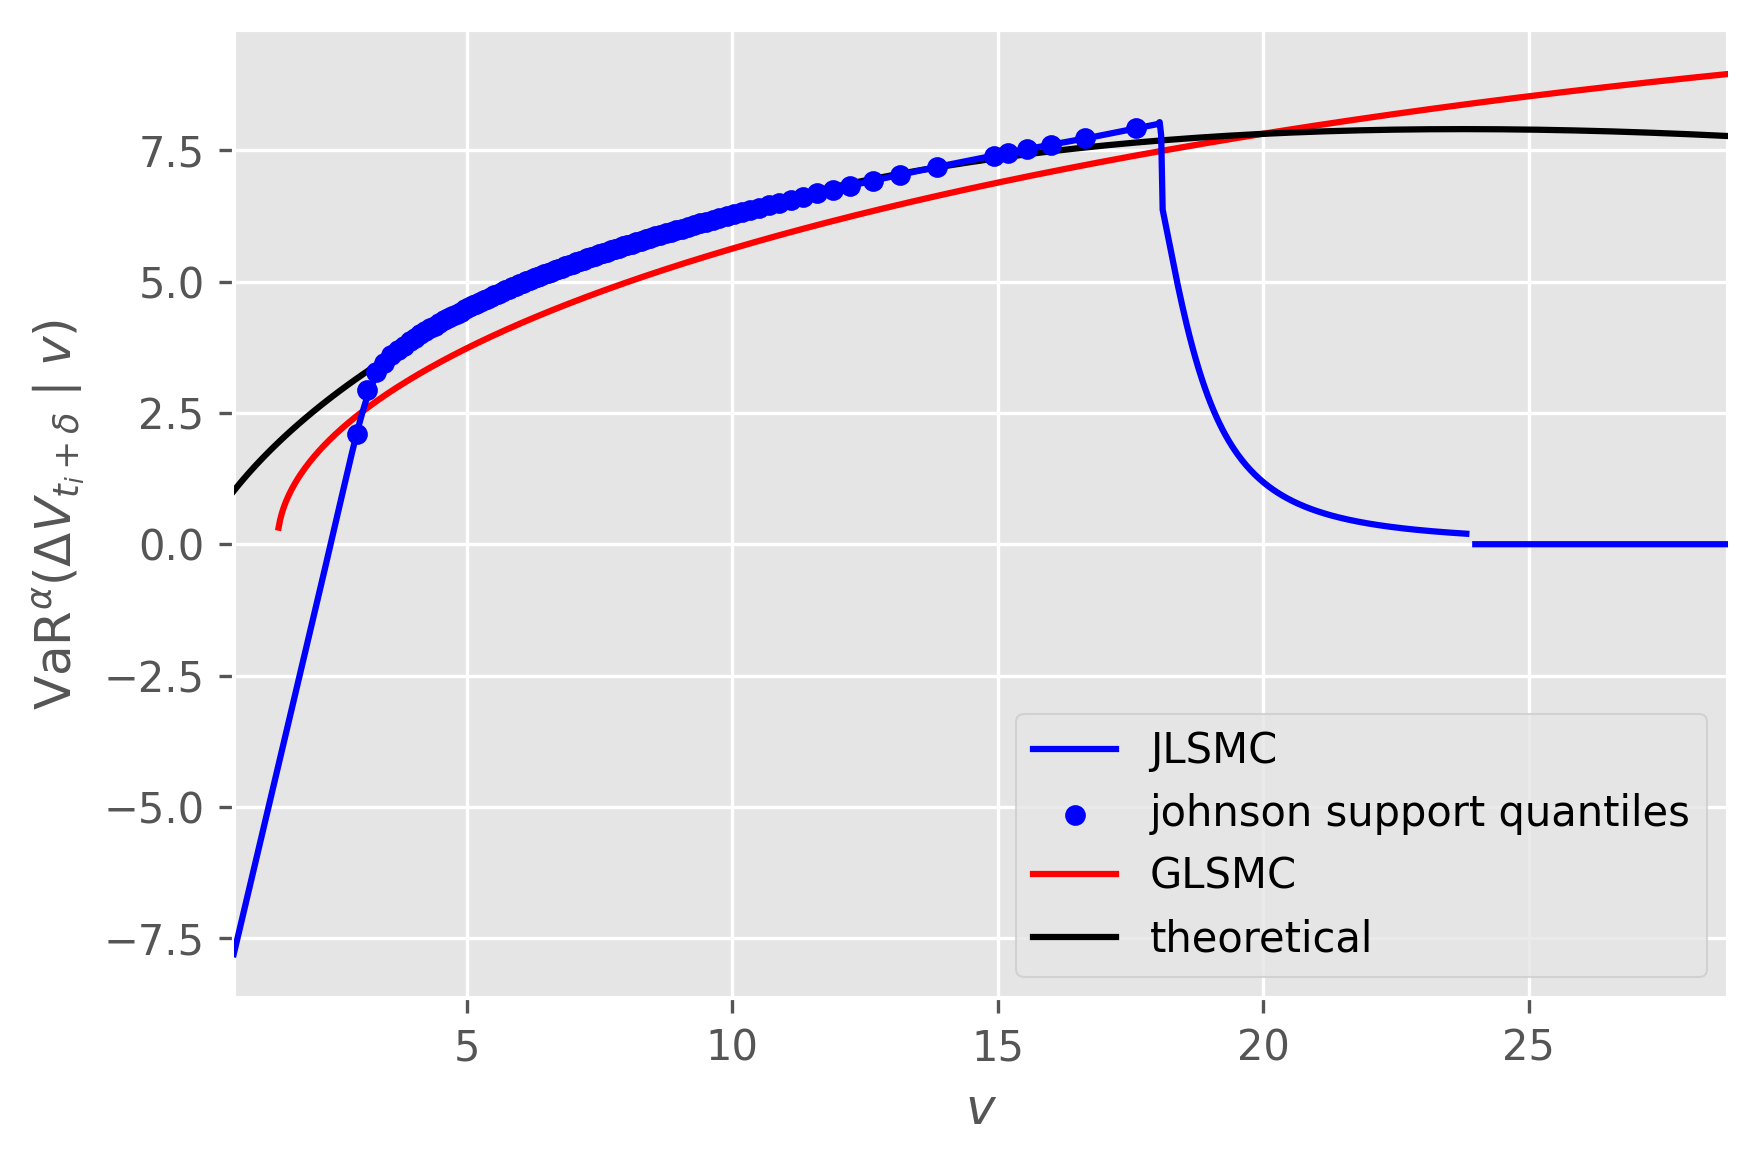 VaRᵅ(ΔV_{t_i+δ} | v)
7.5
5.0
2.5
0.0
−2.5
−5.0
−7.5
JLSMC
johnson support quantiles
GLSMC
theoretical
5 10 15 20 25
v